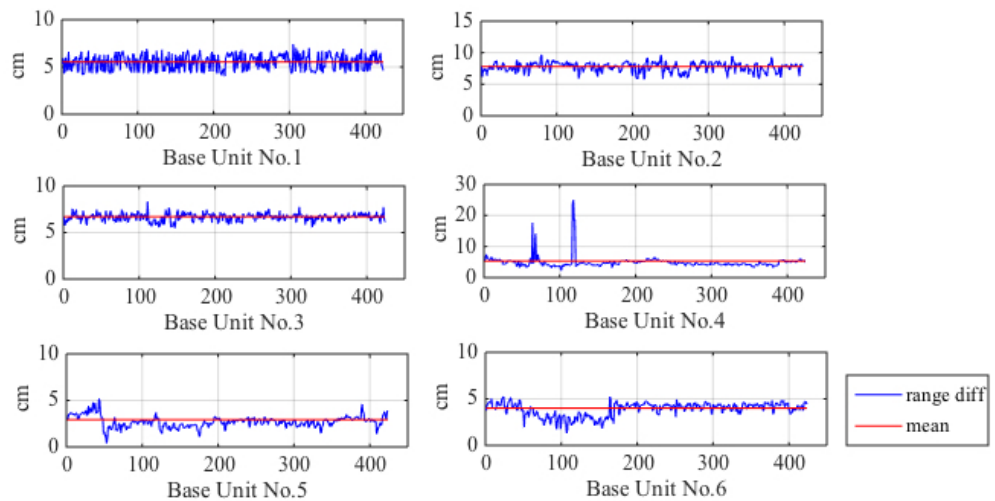 10
5
0
cm
0 100 200 300 400
Base Unit No.1
15
10
5
0
cm
0 100 200 300 400
Base Unit No.2
10
5
0
cm
0 100 200 300 400
Base Unit No.3
30
20
10
0
cm
0 100 200 300 400
Base Unit No.4
10
5
0
cm
0 100 200 300 400
Base Unit No.5
10
5
0
cm
0 100 200 300 400
Base Unit No.6
range diff
mean